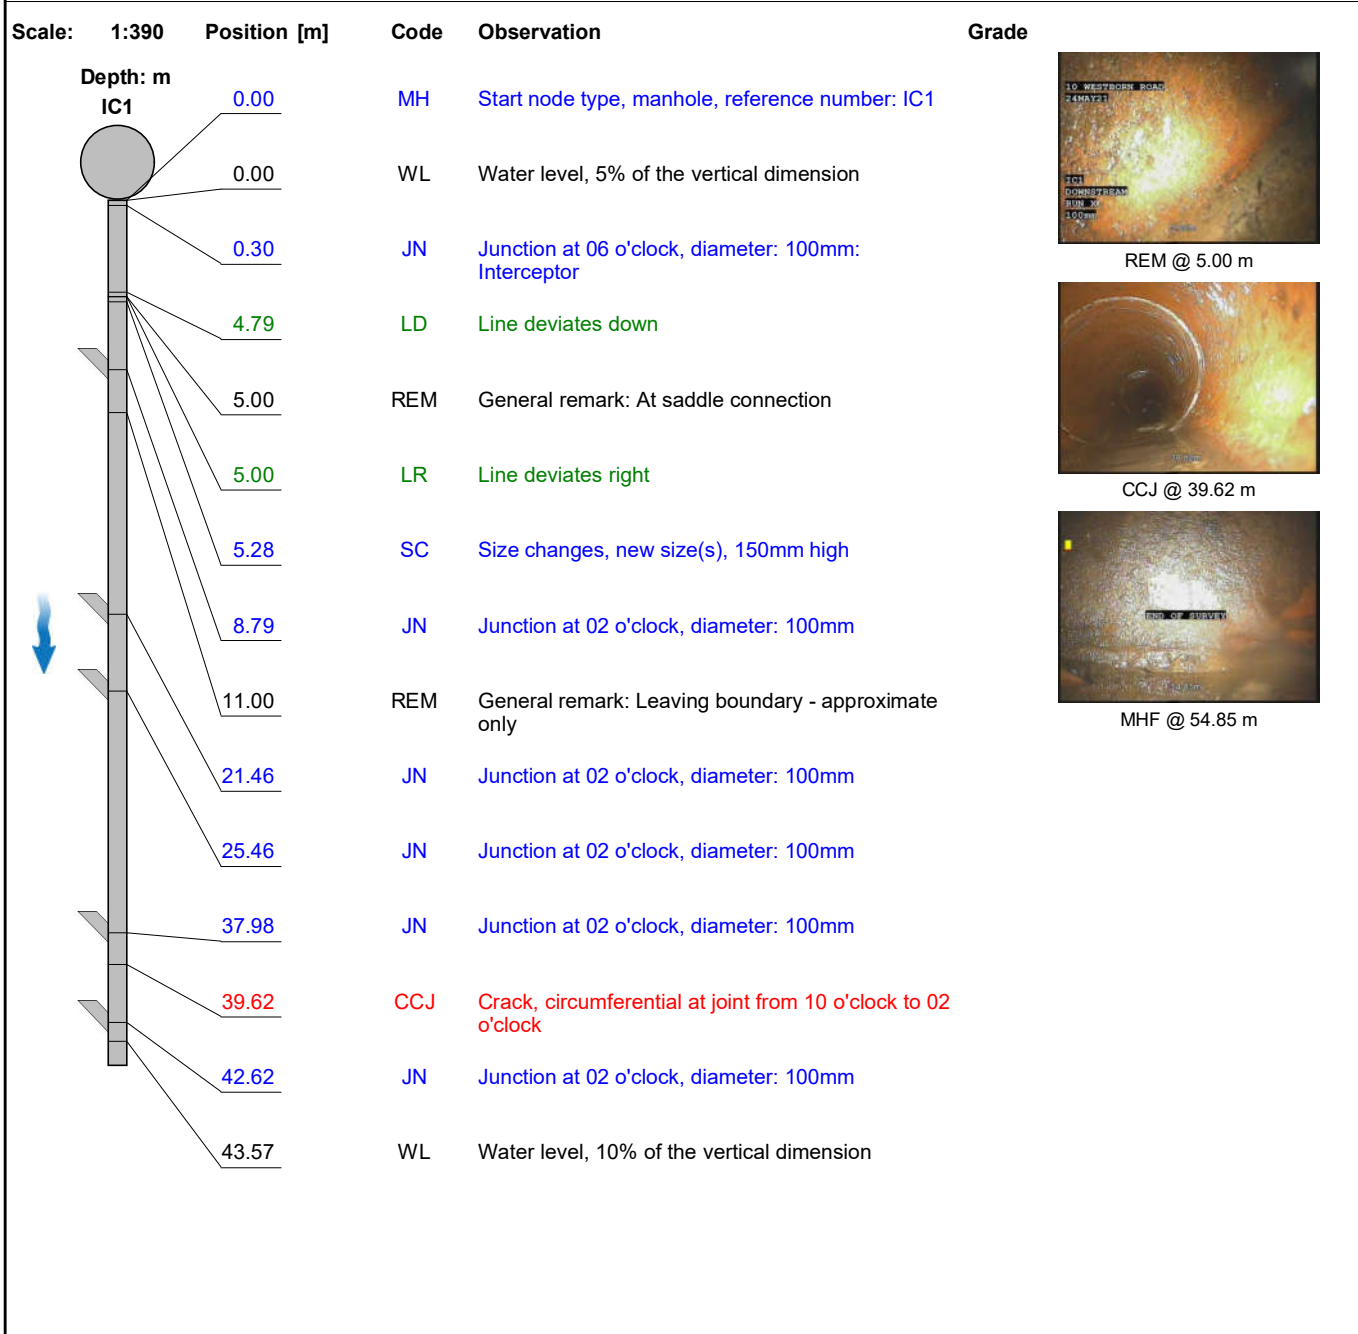 Scale: 1:390 Position [m] Code Observation Grade
Depth: m
IC1
0.00 MH Start node type, manhole, reference number: IC1
0.00 WL Water level, 5% of the vertical dimension
0.30 JN Junction at 06 o'clock, diameter: 100mm:
Interceptor
4.79 LD Line deviates down
5.00 REM General remark: At saddle connection
5.00 LR Line deviates right
5.28 SC Size changes, new size(s), 150mm high
8.79 JN Junction at 02 o'clock, diameter: 100mm
11.00 REM General remark: Leaving boundary - approximate
only
21.46 JN Junction at 02 o'clock, diameter: 100mm
25.46 JN Junction at 02 o'clock, diameter: 100mm
37.98 JN Junction at 02 o'clock, diameter: 100mm
39.62 CCJ Crack, circumferential at joint from 10 o'clock to 02
o'clock
42.62 JN Junction at 02 o'clock, diameter: 100mm
43.57 WL Water level, 10% of the vertical dimension
10 WESTBORN ROAD
24MAY21
IC1
DOWNSTREAM
RUN X
100mm
REM @ 5.00 m
CCJ @ 39.62 m
END OF SURVEY
MHF @ 54.85 m